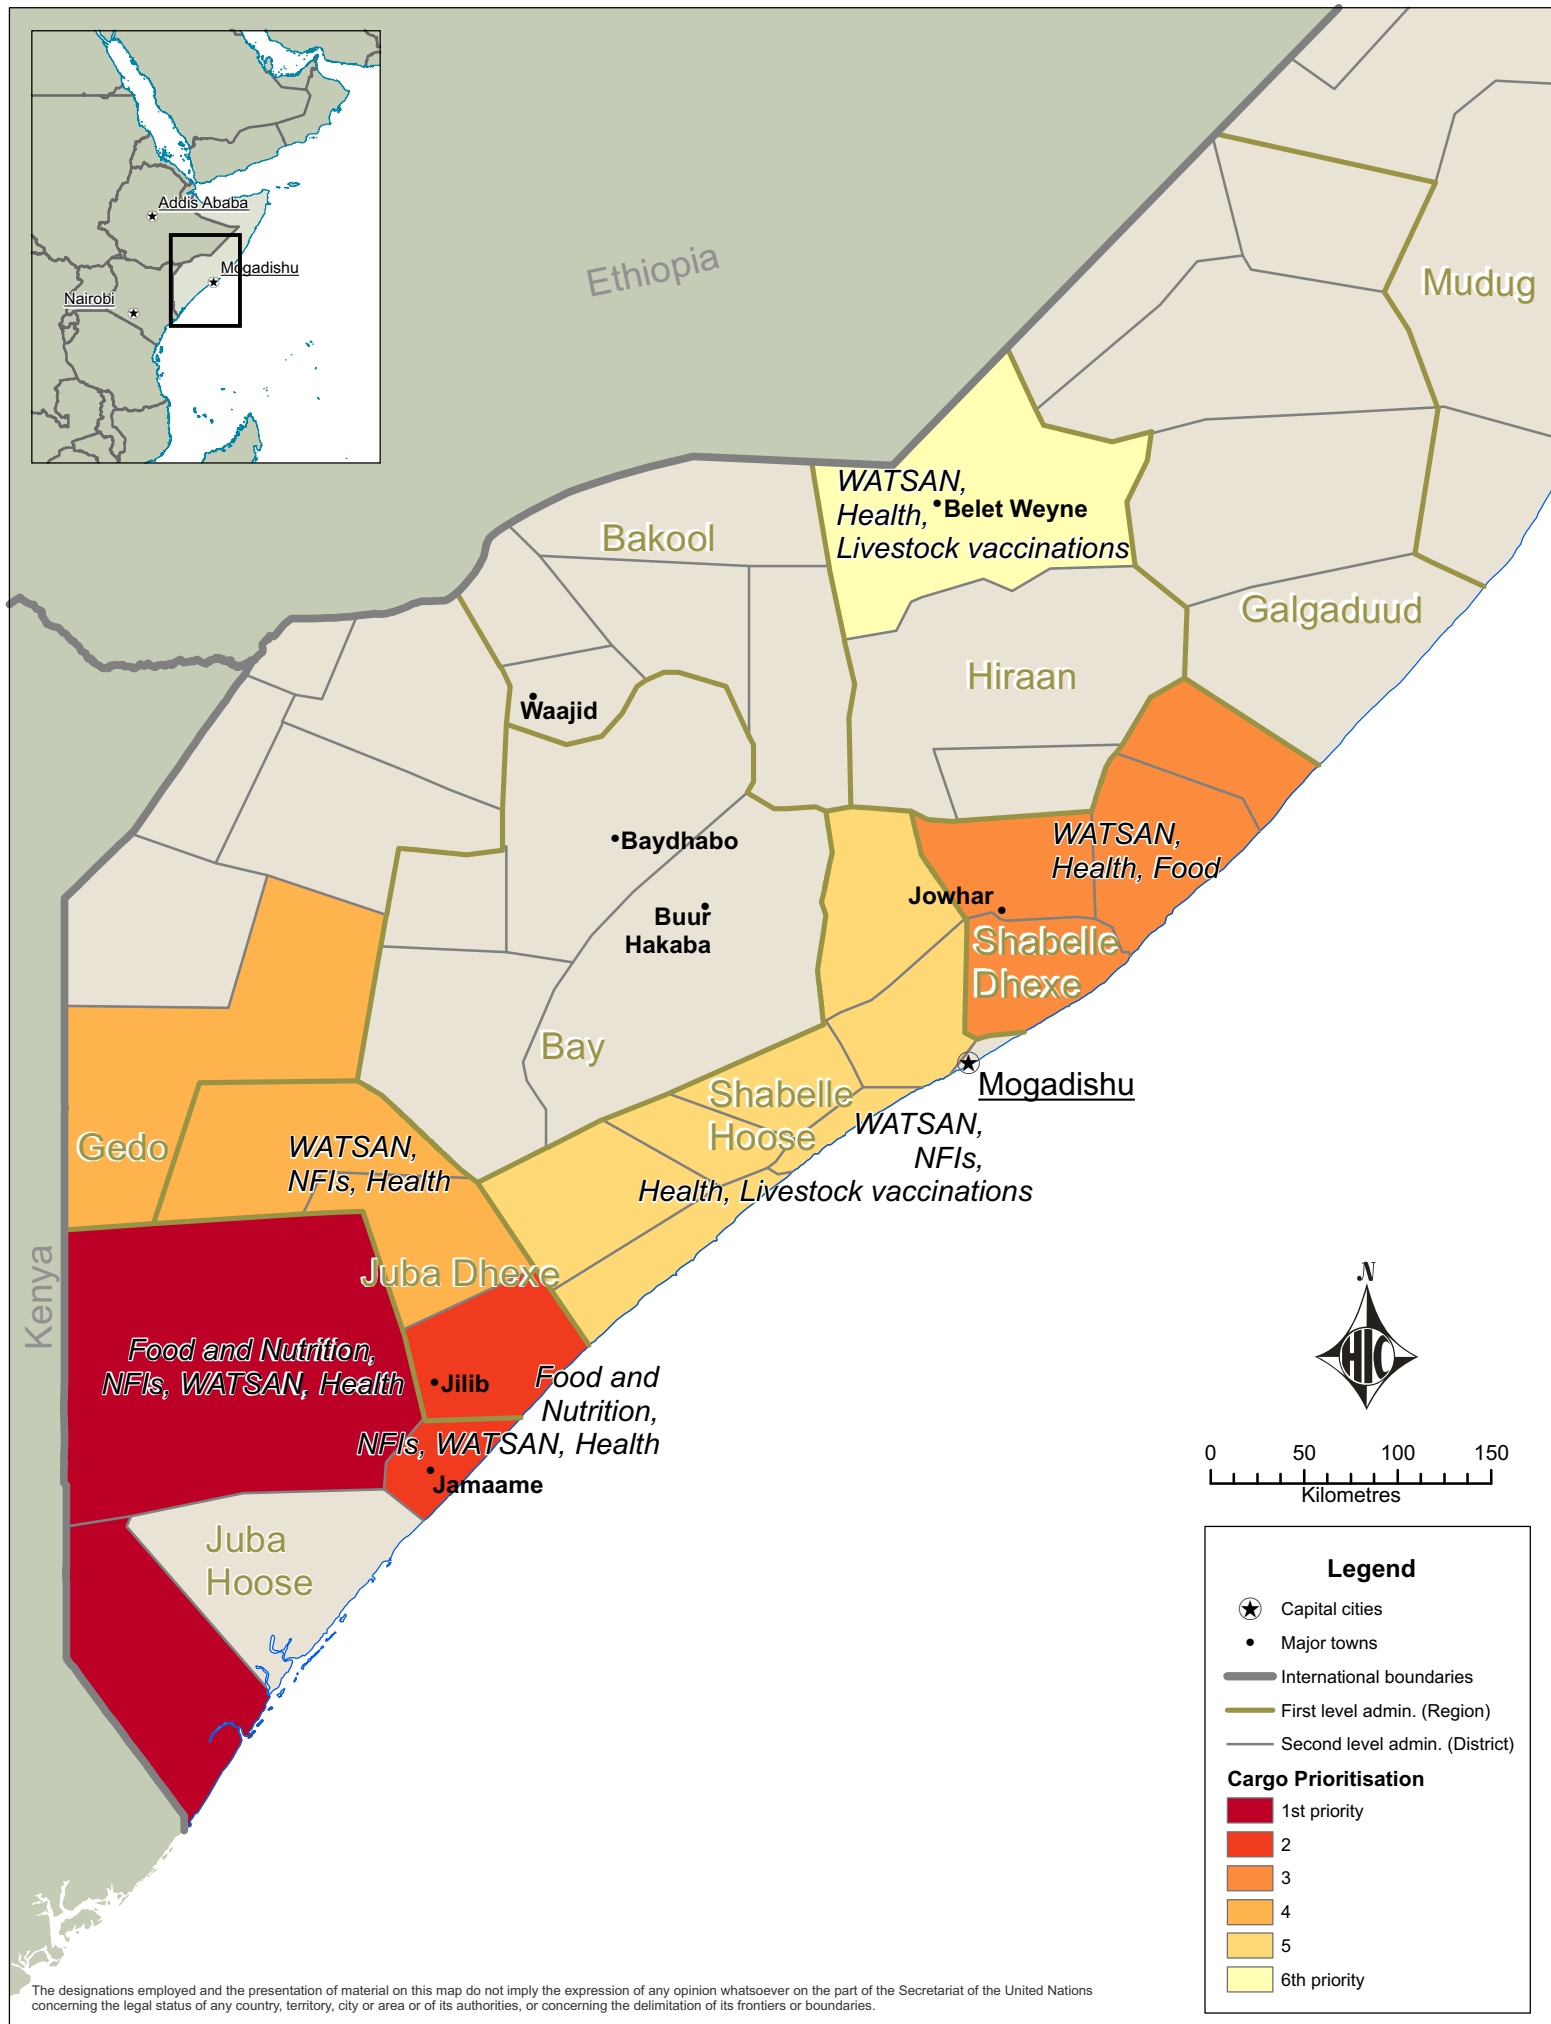 Addis Ababa
Mogadishu
Nairobi
Ethiopia
Mudug
WATSAN,
Health,
Belet Weyne
Livestock vaccinations
Bakool
Galgaduud
Hiraan
Waajid
Baydhabo
WATSAN,
Health, Food
Jowhar
Buur
Hakaba
Shabelle
Dhexe
Bay
Mogadishu
Shabelle
Hoose
WATSAN,
NFIs,
Health, Livestock vaccinations
Gedo
WATSAN,
NFIs, Health
Juba Dhexe
Kenya
Food and Nutrition,
NFIs, WATSAN, Health
Jilib
Food and
Nutrition,
NFIs, WATSAN, Health
Jamaame
Juba
Hoose
N
HIC
0 50 100 150
Kilometres
Legend
Capital cities
Major towns
International boundaries
First level admin. (Region)
Second level admin. (District)
Cargo Prioritisation
1st priority
2
3
4
5
6th priority
The designations employed and the presentation of material on this map do not imply the expression of any opinion whatsoever on the part of the Secretariat of the United Nations
concerning the legal status of any country, territory, city or area or of its authorities, or concerning the delimitation of its frontiers or boundaries.